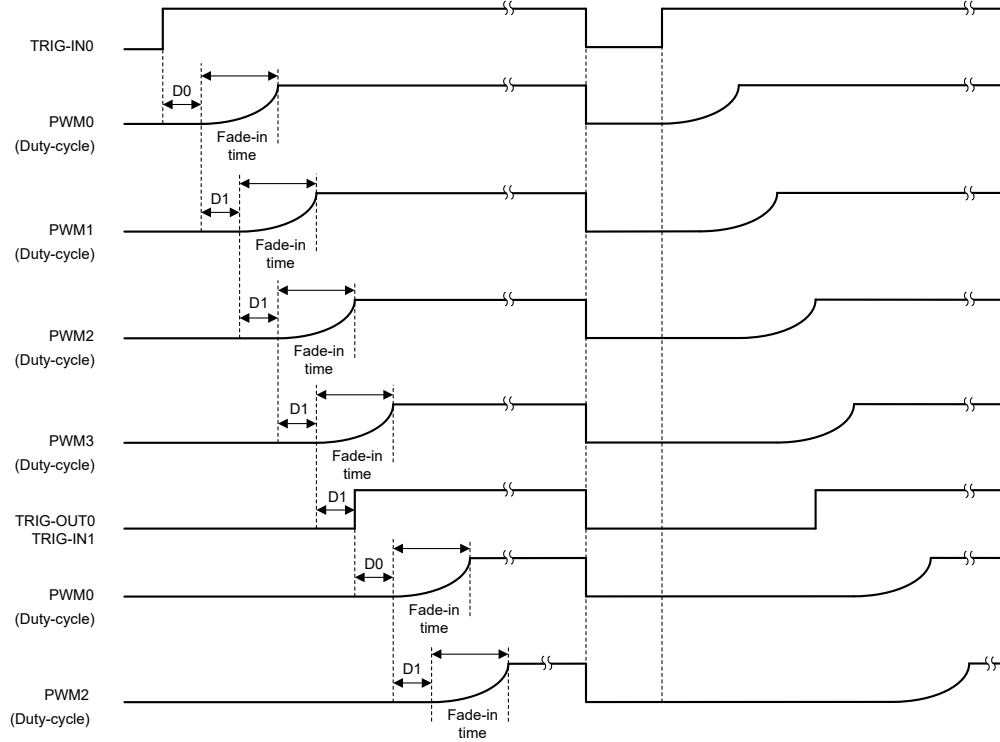 TRIG-IN0
D0
PWM0
(Duty-cycle)
Fade-in
time
D1
PWM1
(Duty-cycle)
Fade-in
time
D1
PWM2
(Duty-cycle)
Fade-in
time
D1
PWM3
(Duty-cycle)
Fade-in
time
D1
TRIG-OUT0
TRIG-IN1
D0
PWM0
(Duty-cycle)
Fade-in
time
D1
PWM2
(Duty-cycle)
Fade-in
time